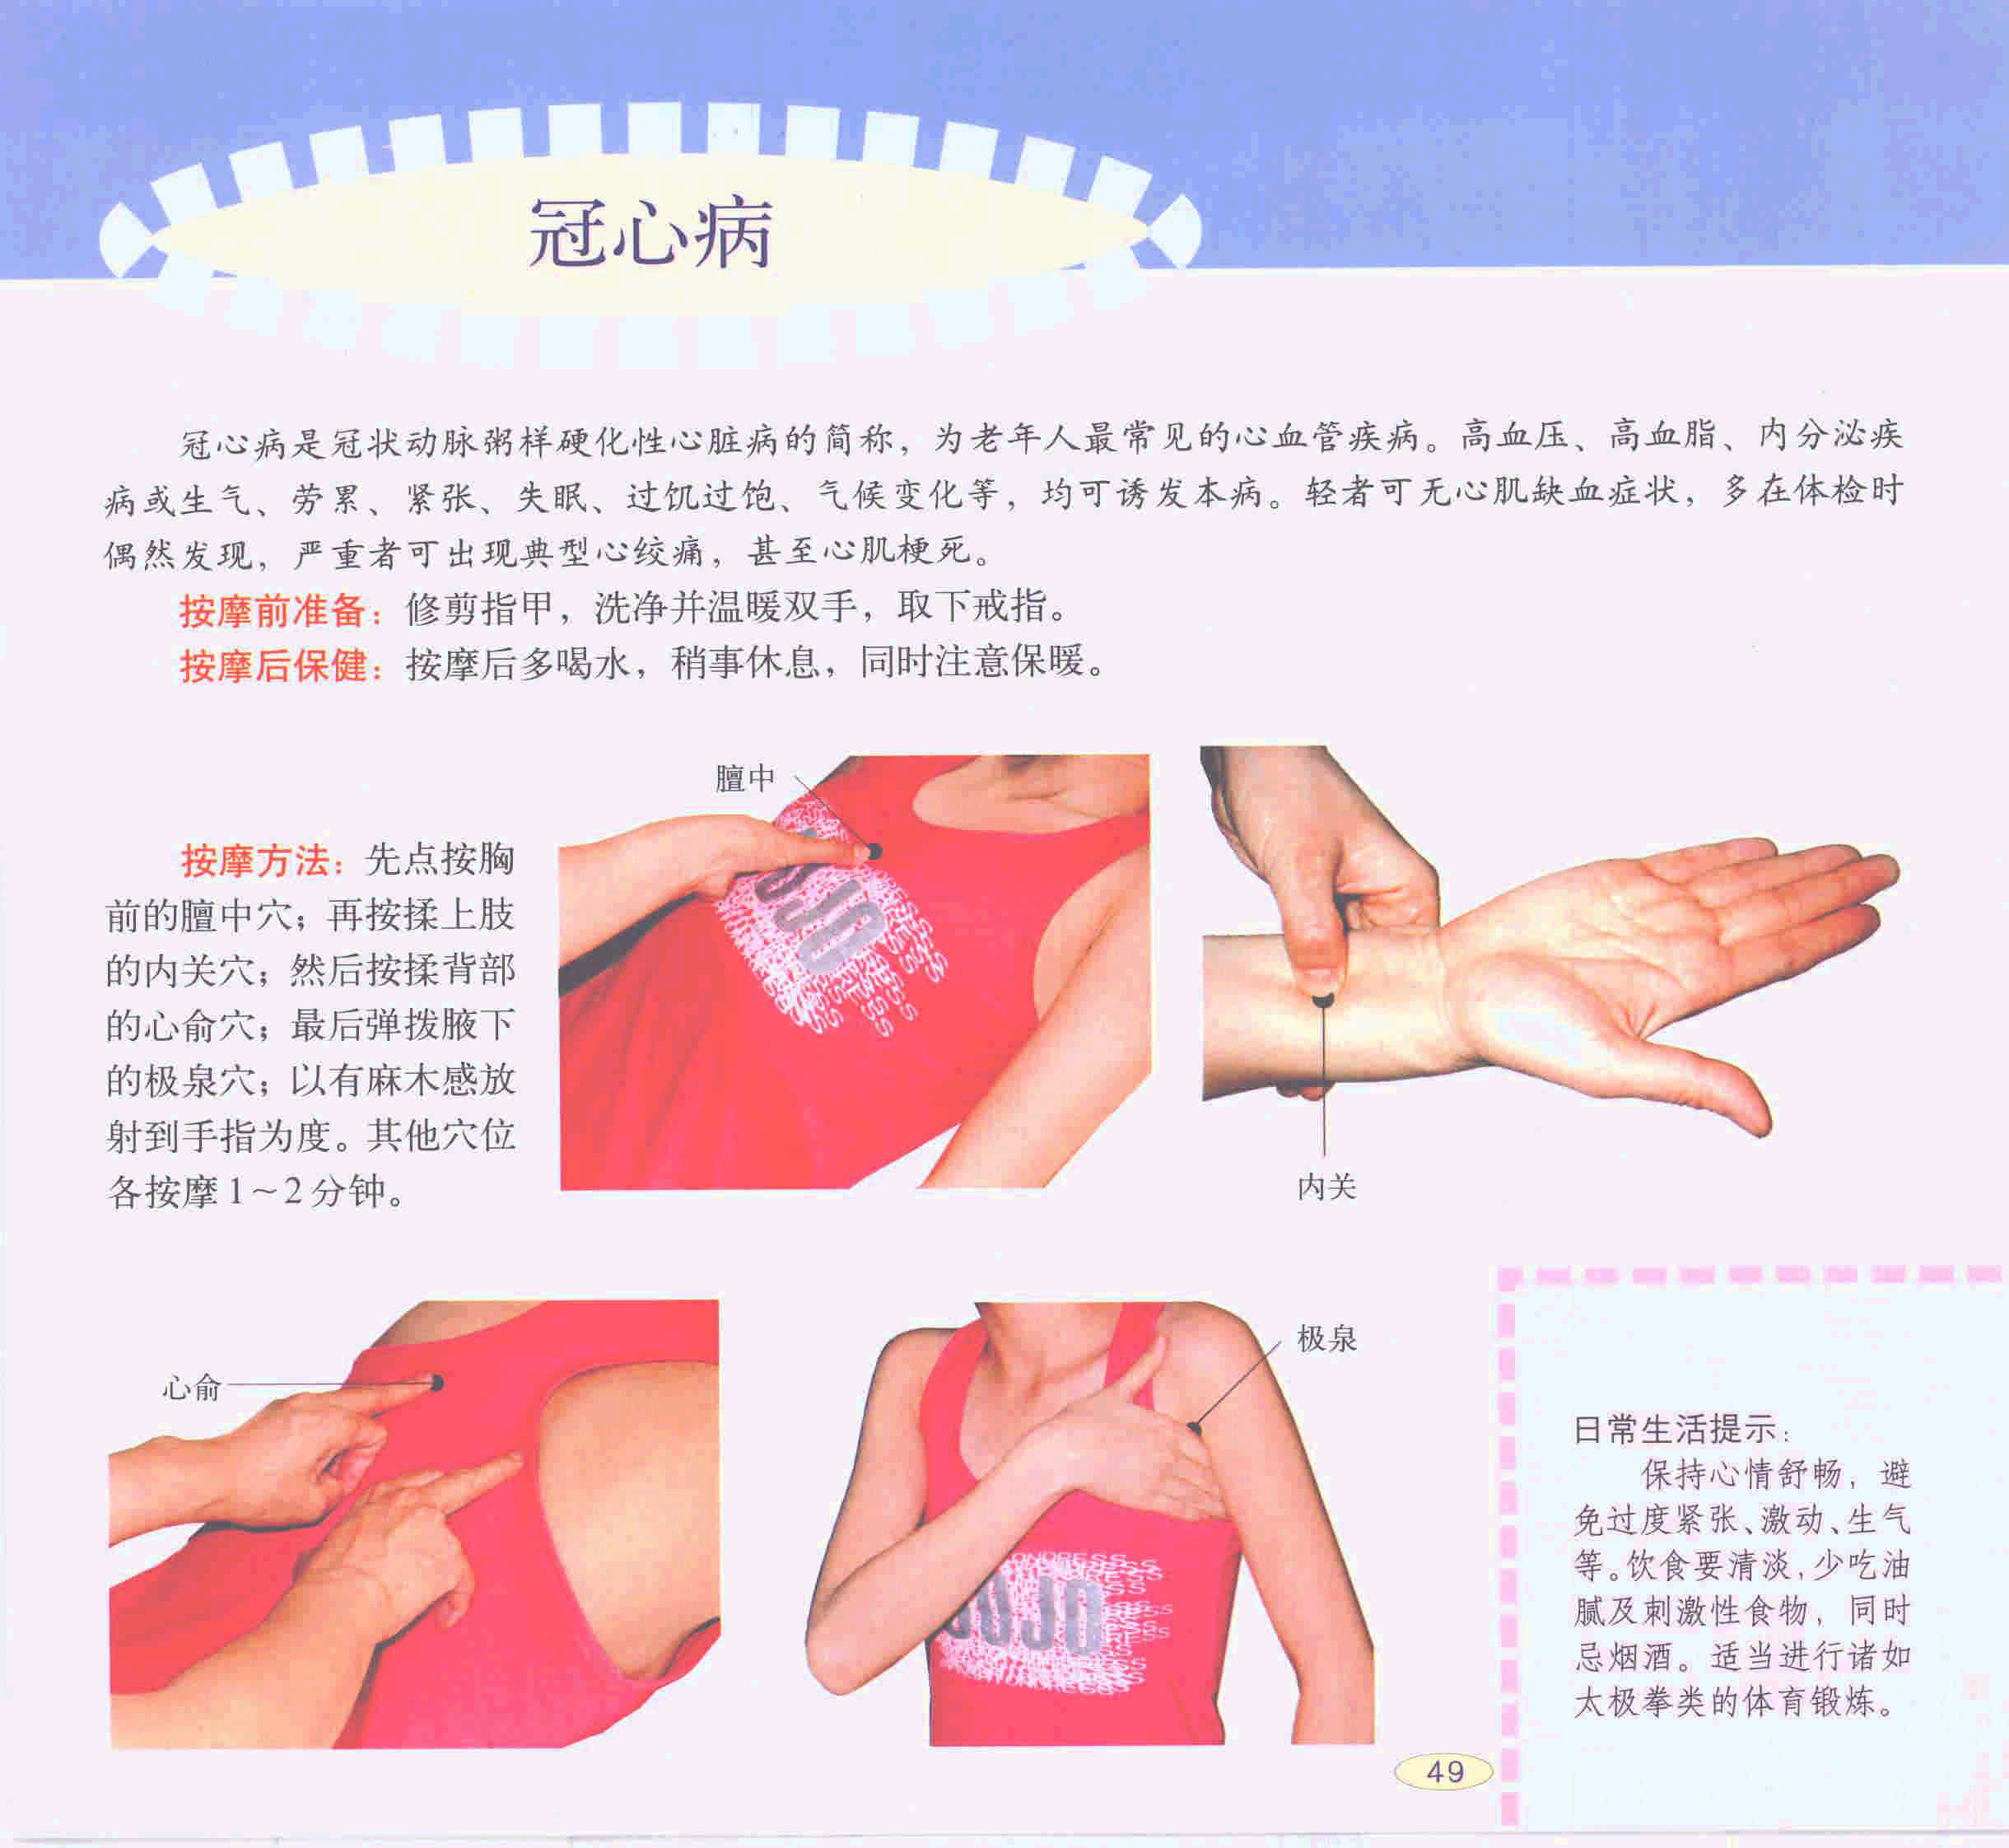 冠心病
冠心病是冠状动脉粥样硬化性心脏病的简称，为老年人最常见的心血管疾病。高血压、高血脂、内分泌疾
病或生气、劳累、紧张、失眠、过饥过饱、气候变化等，均可诱发本病。轻者可无心肌缺血症状，多在体检时
偶然发现，严重者可出现典型心绞痛，甚至心肌梗死。
按摩前准备：修剪指甲，洗净并温暖双手，取下戒指。
按摩后保健：按摩后多喝水，稍事休息，同时注意保暖。
膻中
按摩方法：先点按胸
前的膻中穴；再按揉上肢
的内关穴；然后按揉背部
的心俞穴；最后弹拨腋下
的极泉穴；以有麻木感放
射到手指为度。其他穴位
各按摩1～2分钟。
内关
心俞
极泉
JUJO
日常生活提示：
保持心情舒畅，避
免过度紧张、激动、生气
等。饮食要清淡，少吃油
腻及刺激性食物，同时
忌烟酒。适当进行诸如
太极拳类的体育锻炼。
49